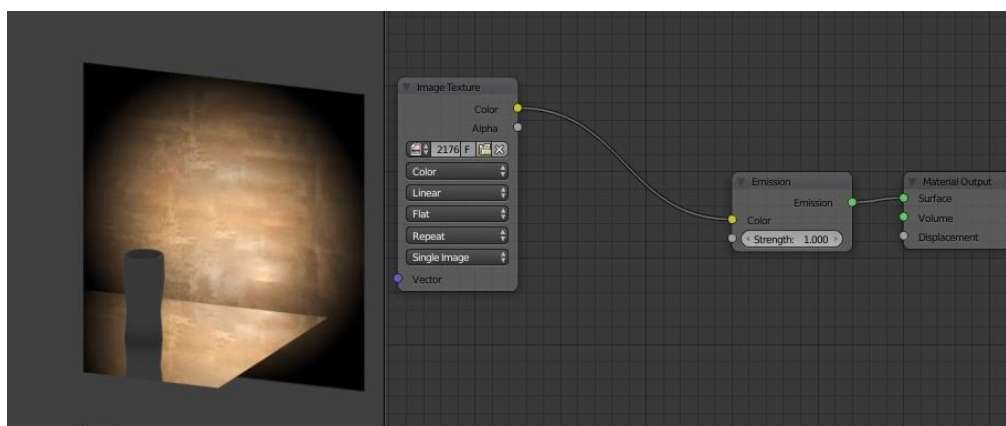 Image Texture
Color
Alpha
2176 F
Color
Linear
Flat
Repeat
Single Image
Vector
Emission
Emission
Color
Strength: 1.000
Material Output
Surface
Volume
Displacement